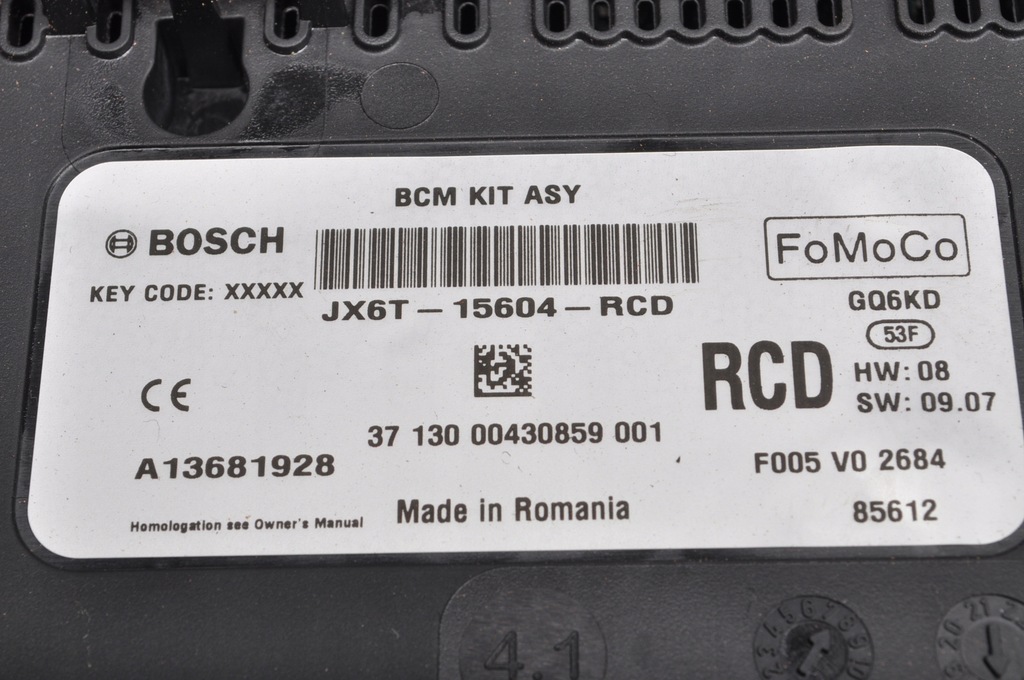 BCM KIT ASY
BOSCH
FoMoCo
KEY CODE: XXXXX
JX6T-15604-RCD
GQ6KD
53F
RCD
HW: 08
SW: 09.07
CE
37 130 00430859 001
A13681928
F005 V0 2684
Homologation see Owner's Manual
Made in Romania
85612
4.1